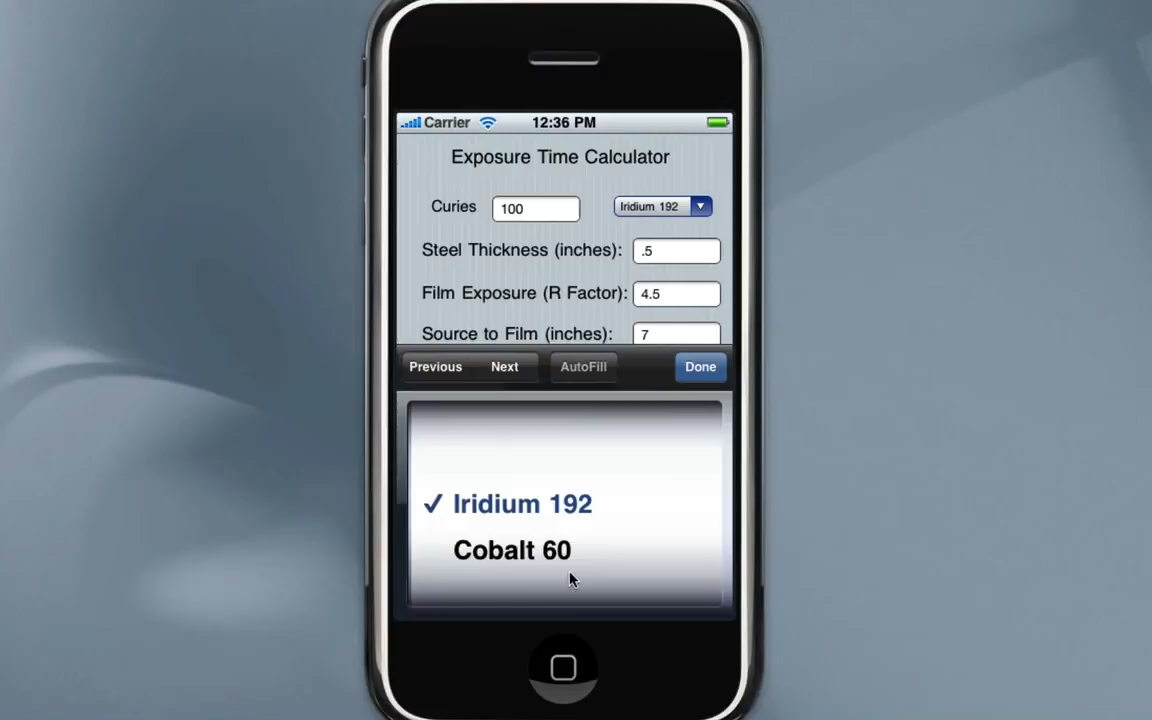 Carrier 12:36 PM
Exposure Time Calculator
Curies 100 Iridium 192
Steel Thickness (inches): .5
Film Exposure (R Factor): 4.5
Source to Film (inches): 7
Previous Next AutoFill Done
✓ Iridium 192
Cobalt 60